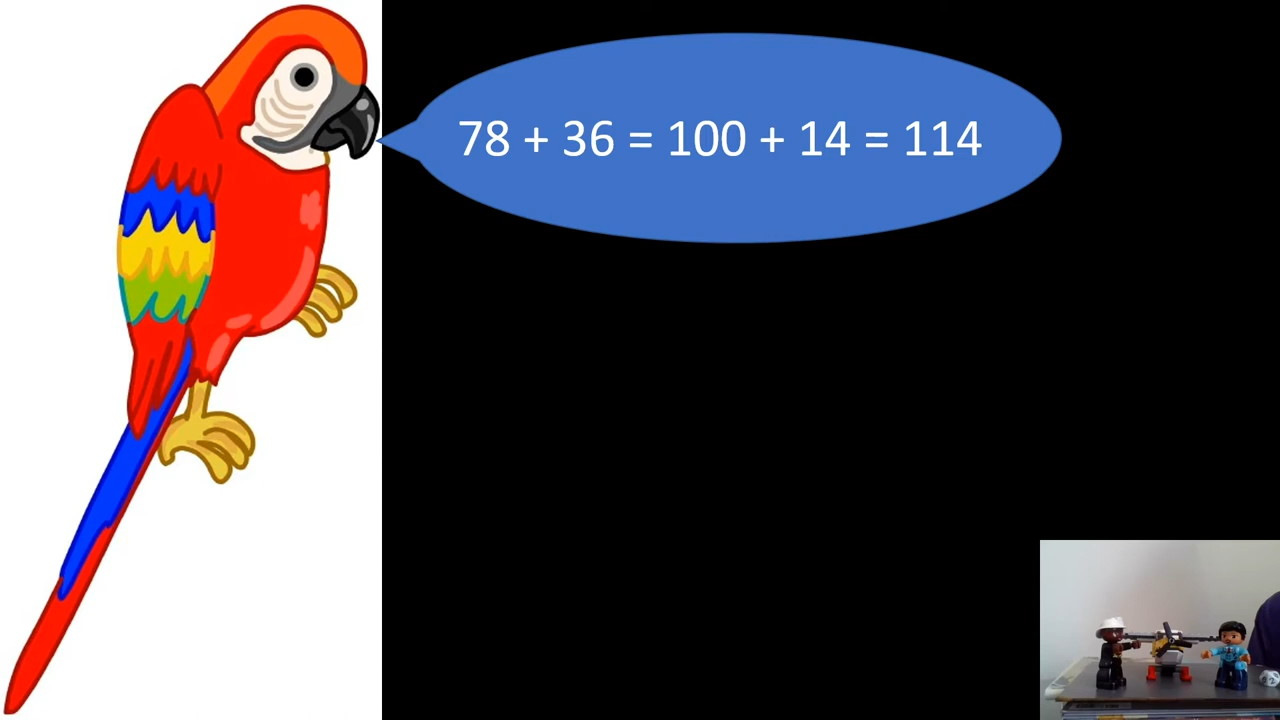 78 + 36 = 100 + 14 = 114